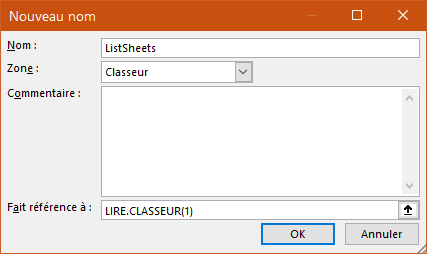 Nouveau nom
Nom : ListSheets
Zone : Classeur
Commentaire :
Fait référence à : LIRE.CLASSEUR(1)
OK Annuler